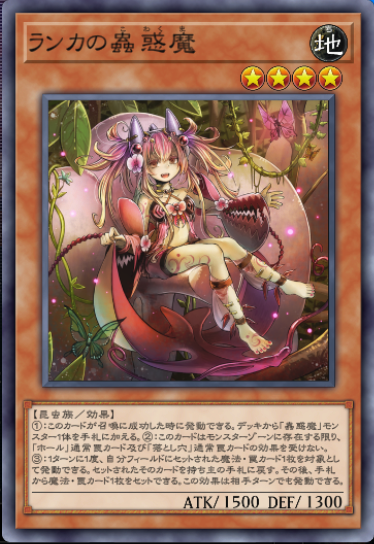 ランカの蟲惑魔
こわくま
地
ち
【昆虫族/効果】
①:このカードが召喚に成功した時に発動できる。デッキから「蟲惑魔」モン
スター1体を手札に加える。②:このカードはモンスターゾーンに存在する限り、
「ホール」通常罠カード及び「落とし穴」通常罠カードの効果を受けない。
③:1ターンに1度、自分フィールドにセットされた魔法・罠カード1枚を対象とし
て発動できる。セットされたそのカードを持ち主の手札に戻す。その後、手札
から魔法・罠カード1枚をセットできる。この効果は相手ターンでも発動できる。
ATK/1500 DEF/1300